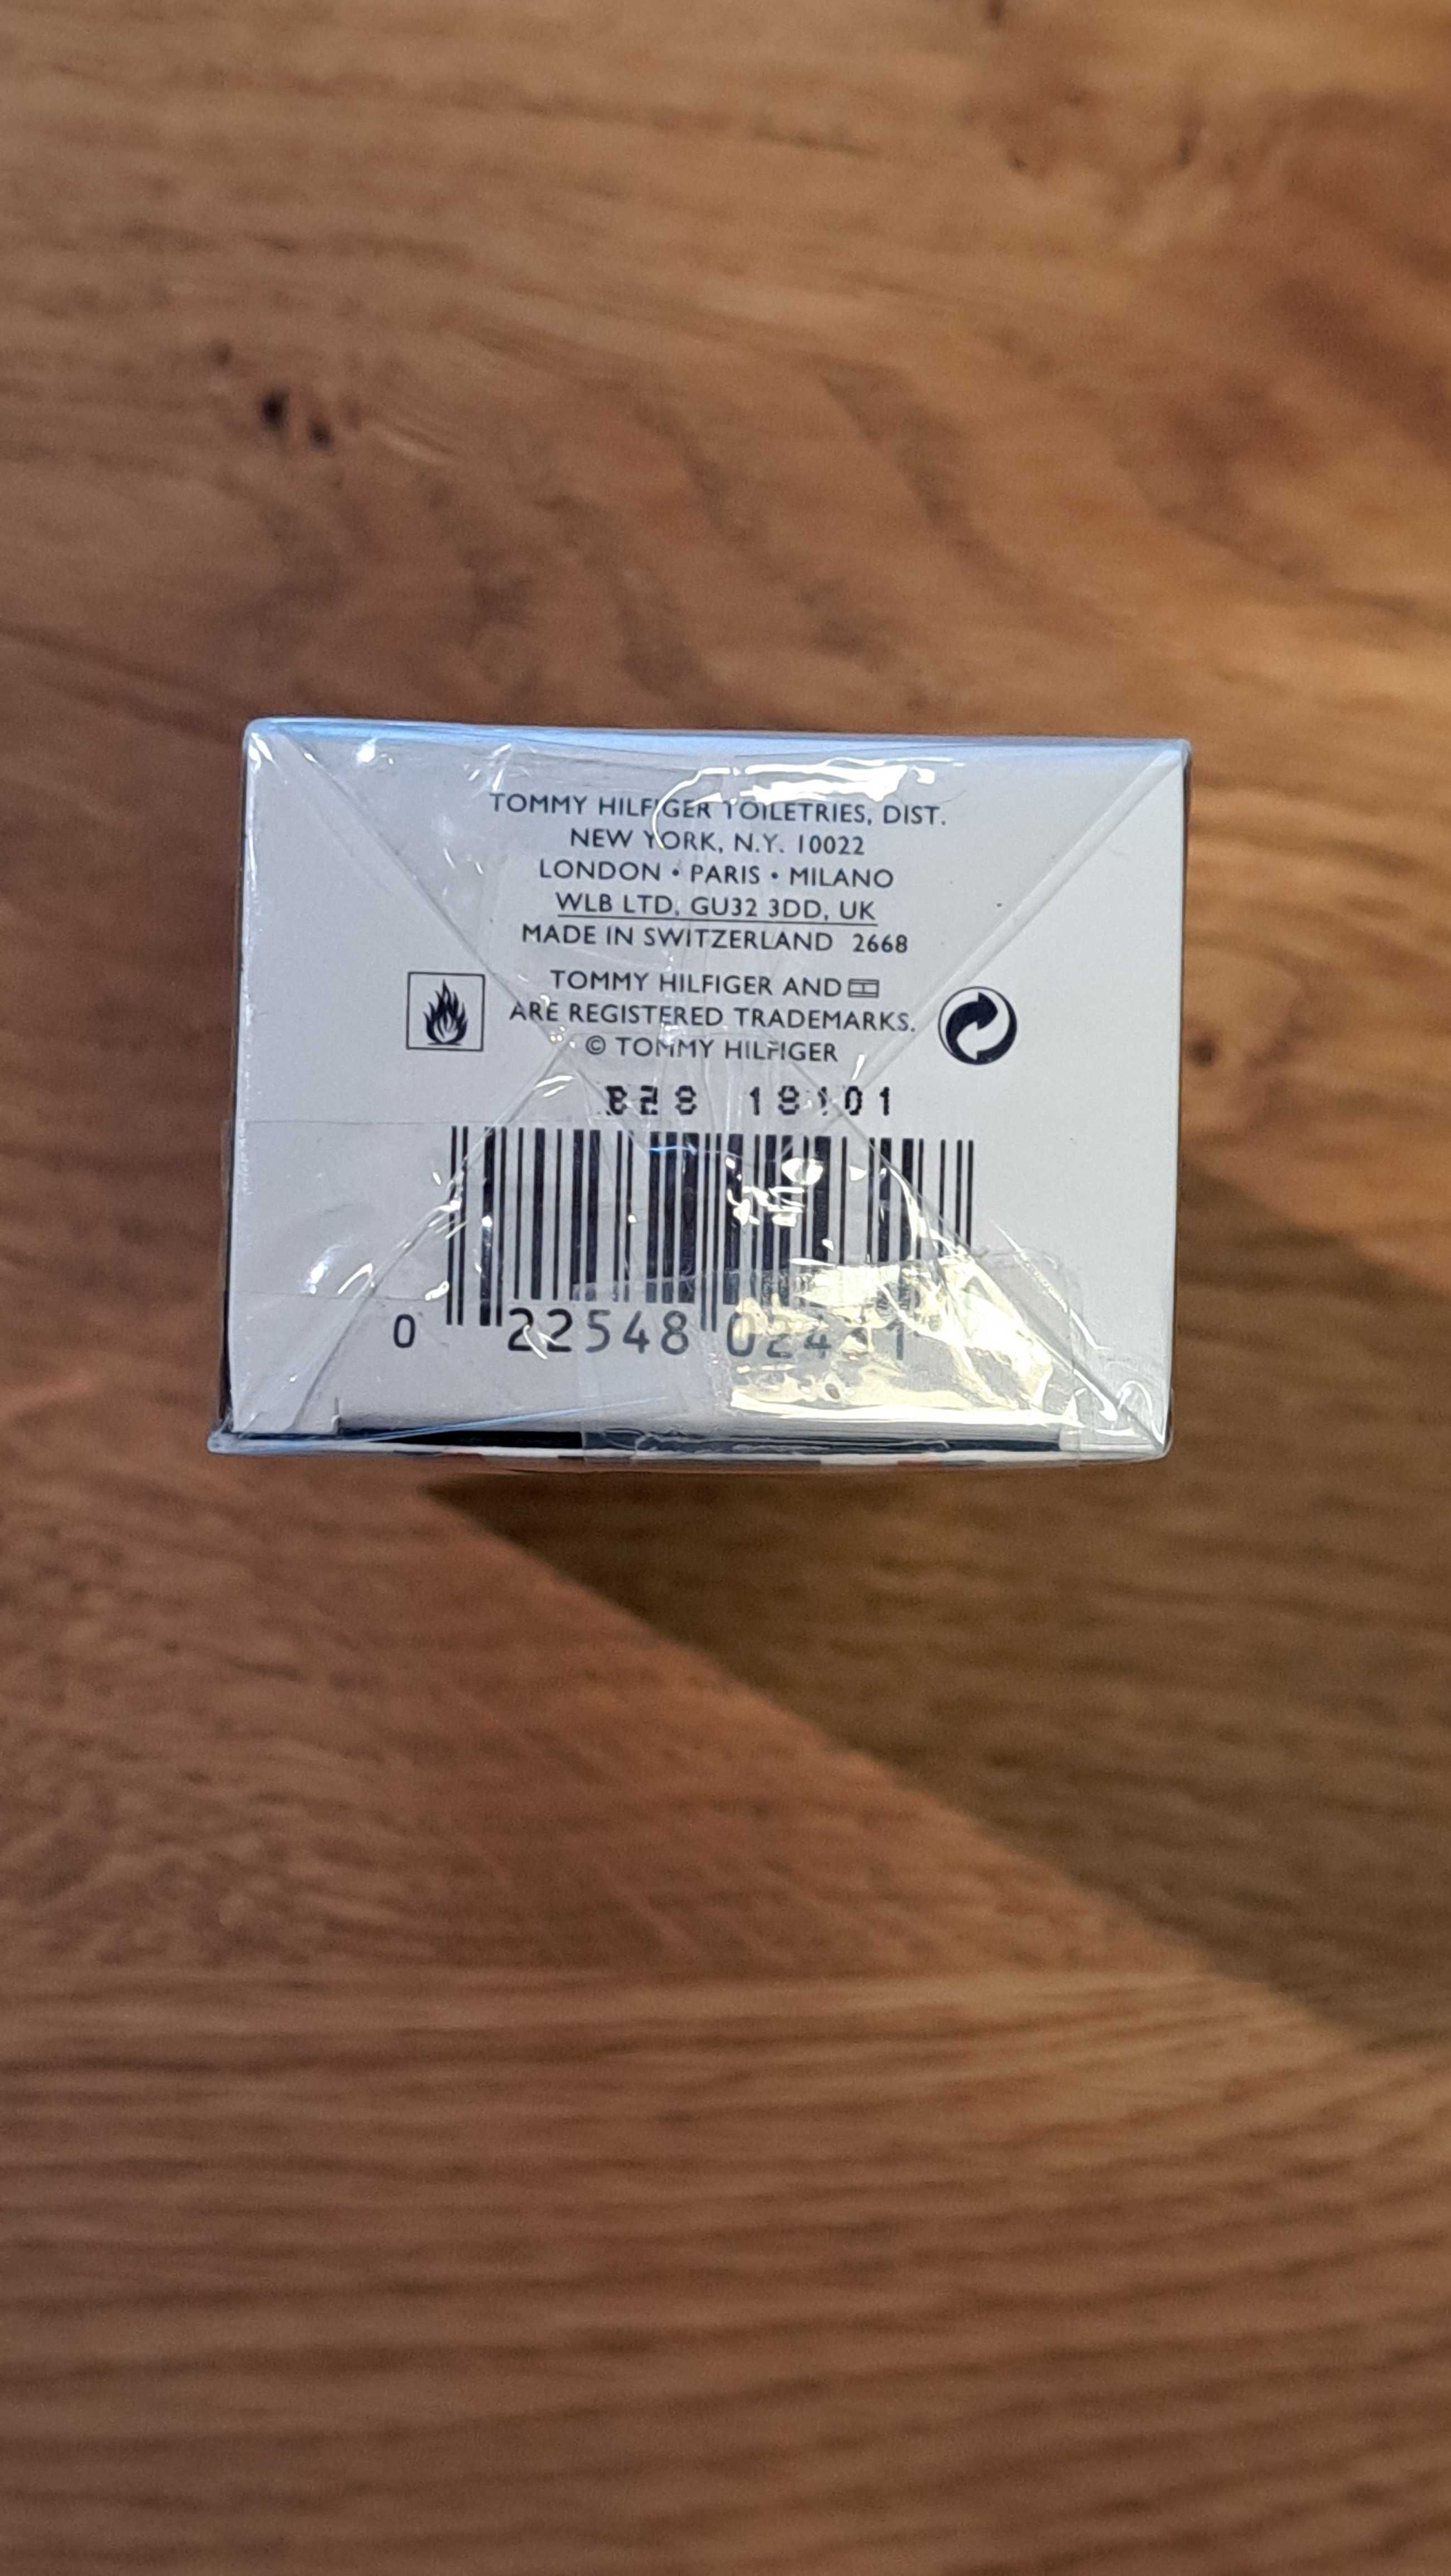 TOMMY HILFIGER TOILETRIES, DIST.
NEW YORK, N.Y. 10022
LONDON • PARIS • MILANO
WLB LTD, GU32 3DD, UK
MADE IN SWITZERLAND 2668
TOMMY HILFIGER AND
ARE REGISTERED TRADEMARKS.
© TOMMY HILFIGER
18101
0 22548